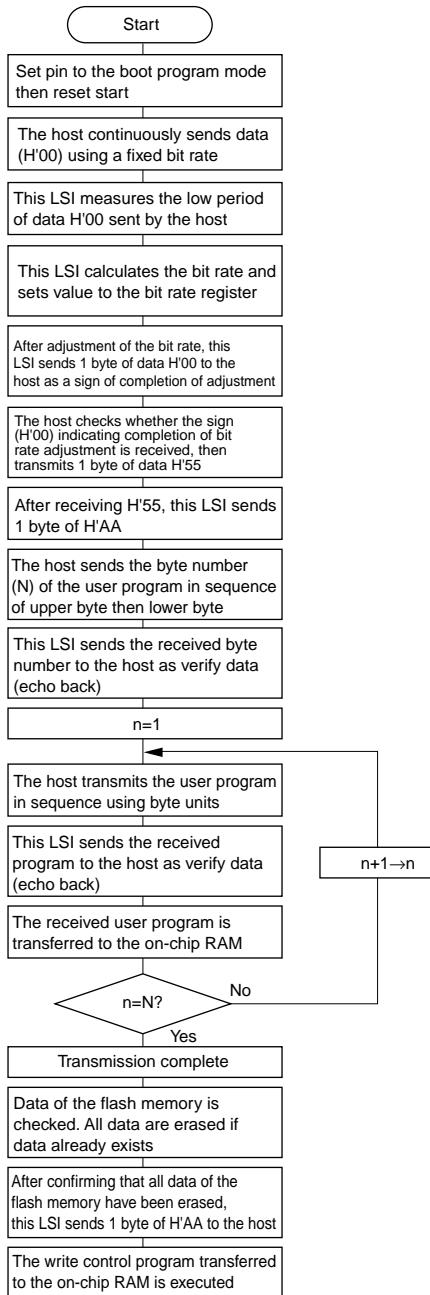 Start
Set pin to the boot program mode
then reset start
The host continuously sends data
(H'00) using a fixed bit rate
This LSI measures the low period
of data H'00 sent by the host
This LSI calculates the bit rate and
sets value to the bit rate register
After adjustment of the bit rate, this
LSI sends 1 byte of data H'00 to the
host as a sign of completion of adjustment
The host checks whether the sign
(H'00) indicating completion of bit
rate adjustment is received, then
transmits 1 byte of data H'55
After receiving H'55, this LSI sends
1 byte of H'AA
The host sends the byte number
(N) of the user program in sequence
of upper byte then lower byte
This LSI sends the received byte
number to the host as verify data
(echo back)
n=1
The host transmits the user program
in sequence using byte units
This LSI sends the received
program to the host as verify data
(echo back)
n+1→n
The received user program is
transferred to the on-chip RAM
n=N?
No
Yes
Transmission complete
Data of the flash memory is
checked. All data are erased if
data already exists
After confirming that all data of the
flash memory have been erased,
this LSI sends 1 byte of H'AA to the host
The write control program transferred
to the on-chip RAM is executed